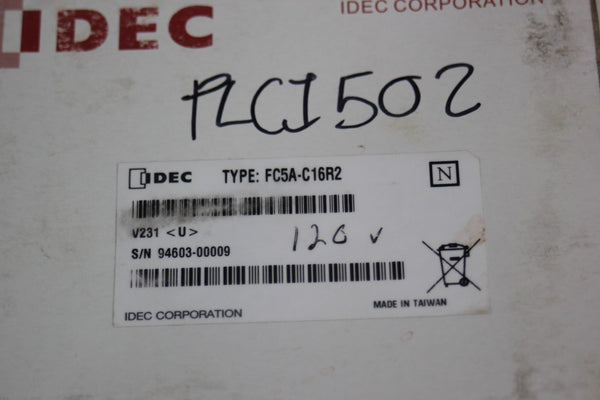 IDEC
IDEC CORPORATION
PLC1502
IDEC TYPE: FC5A-C16R2 N
V231 <U>
120 V
S/N 94603-00009
MADE IN TAIWAN
IDEC CORPORATION